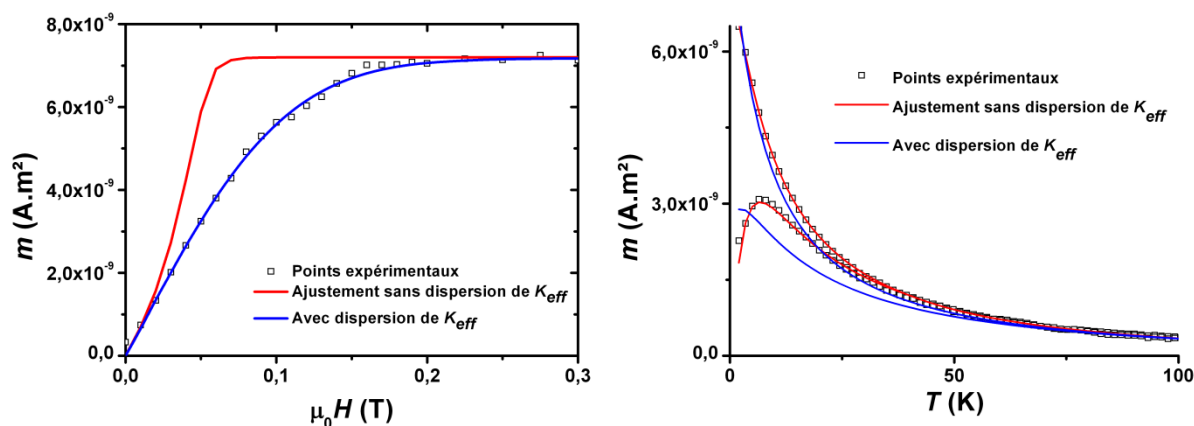 8,0x10⁻⁹
6,0x10⁻⁹
4,0x10⁻⁹
2,0x10⁻⁹
0,0
m (A.m²)
Points expérimentaux
Ajustement sans dispersion de Keff
Avec dispersion de Keff
0,0 0,1 0,2 0,3
μ₀H (T)
6,0x10⁻⁹
3,0x10⁻⁹
0,0
m (A.m²)
Points expérimentaux
Ajustement sans dispersion de Keff
Avec dispersion de Keff
0 50 100
T (K)